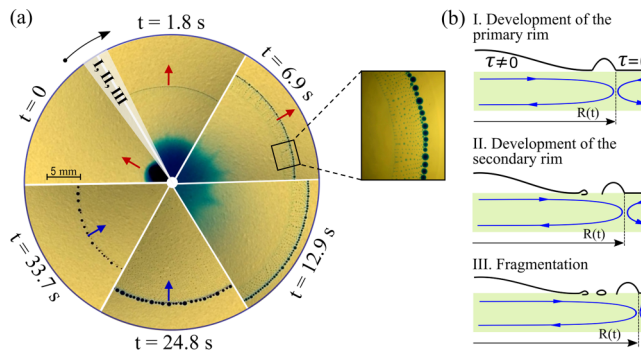 (a)
t = 1.8 s
t = 0
I, II, III
t = 6.9 s
5 mm
t = 33.7 s
t = 12.9 s
t = 24.8 s
(b)
I. Development of the
primary rim
τ≠0
R(t)
II. Development of the
secondary rim
R(t)
III. Fragmentation
R(t)